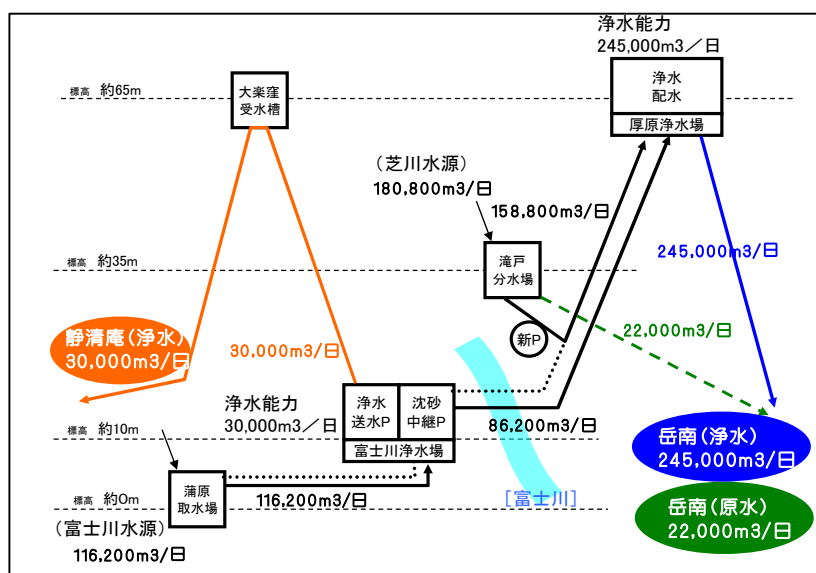 浄水能力
245,000m3／日
標高 約65m
大楽窪
受水槽
浄水
配水
厚原浄水場
(芝川水源)
180,800m3/日
158,800m3/日
245,000m3/日
標高 約35m
滝戸
分水場
新P
22,000m3/日
静清庵(浄水)
30,000m3/日
30,000m3/日
浄水能力
30,000m3／日
浄水
送水P
沈砂
中継P
富士川浄水場
86,200m3/日
標高 約10m
岳南(浄水)
245,000m3/日
蒲原
取水場
116,200m3/日
[富士川]
標高 約0m
岳南(原水)
22,000m3/日
(富士川水源)
116,200m3/日